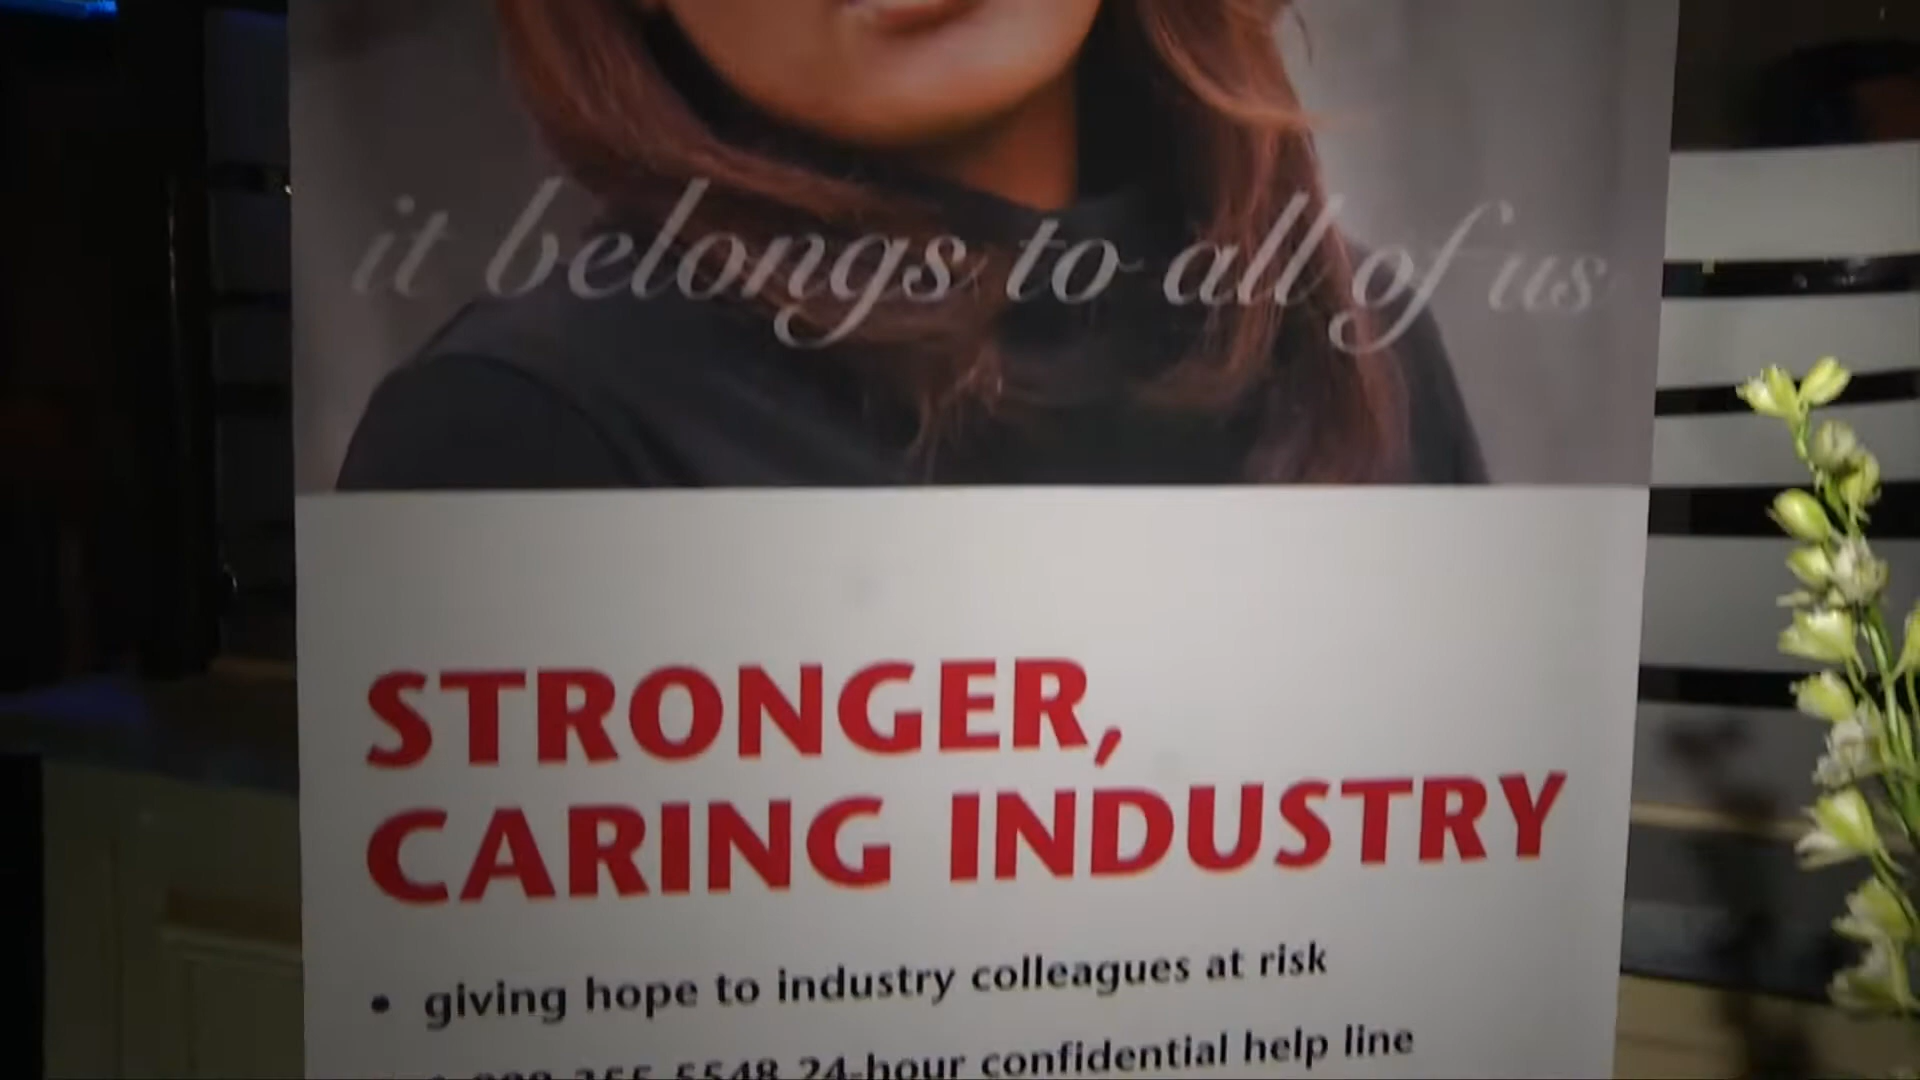 it belongs to all of us
STRONGER,
CARING INDUSTRY
• giving hope to industry colleagues at risk
5548 24-hour confidential help line